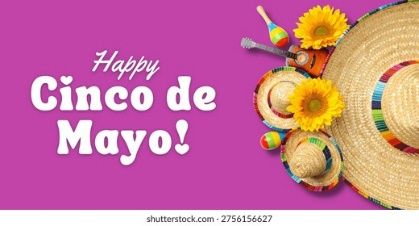 Happy
Cinco de
Mayo!
shutterstock.com · 2756156627